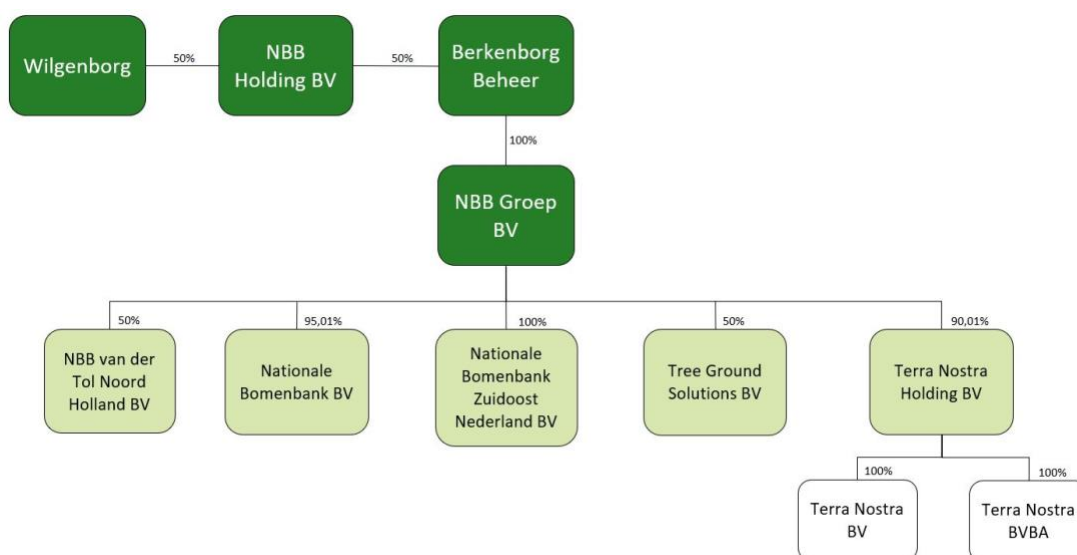 Wilgenborg
50%
NBB
Holding BV
50%
Berkenborg
Beheer
100%
NBB Groep
BV
50%
95,01%
100%
50%
90,01%
NBB van der
Tol Noord
Holland BV
Nationale
Bomenbank BV
Nationale
Bomenbank
Zuidoost
Nederland BV
Tree Ground
Solutions BV
Terra Nostra
Holding BV
100%
100%
Terra Nostra
BV
Terra Nostra
BVBA